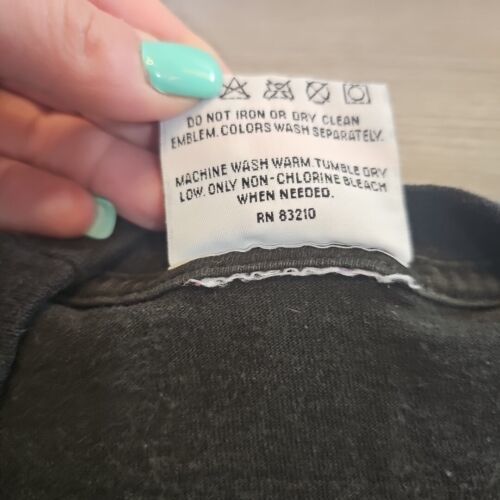 DO NOT IRON OR DRY CLEAN
EMBLEM. COLORS WASH SEPARATELY.
MACHINE WASH WARM. TUMBLE DRY
LOW. ONLY NON-CHLORINE BLEACH
WHEN NEEDED.
RN 83210